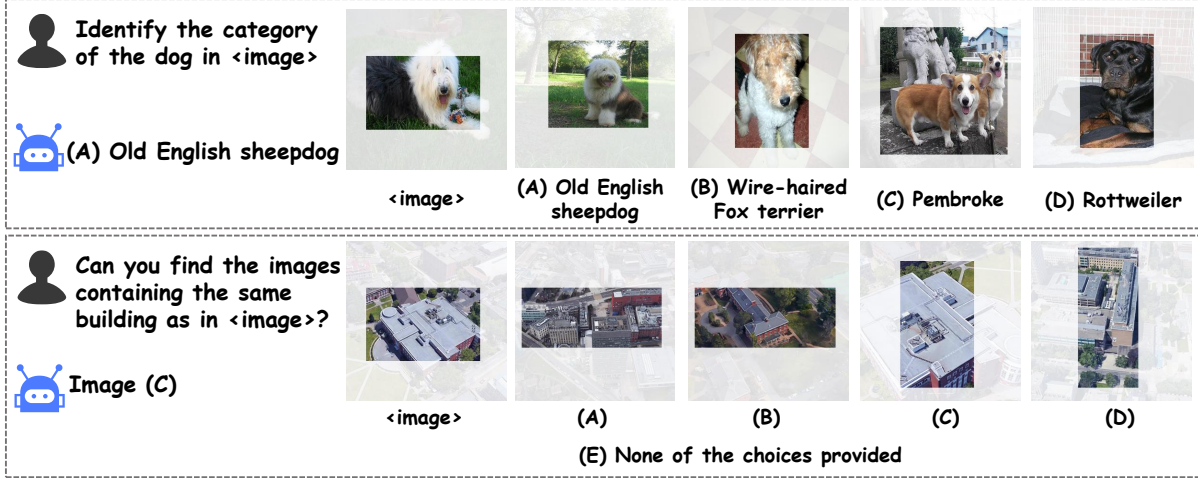 Identify the category
of the dog in <image>
(A) Old English sheepdog
<image>
(A) Old English
sheepdog
(B) Wire-haired
Fox terrier
(C) Pembroke
(D) Rottweiler
Can you find the images
containing the same
building as in <image>?
Image (C)
<image>
(A)
(B)
(C)
(D)
(E) None of the choices provided